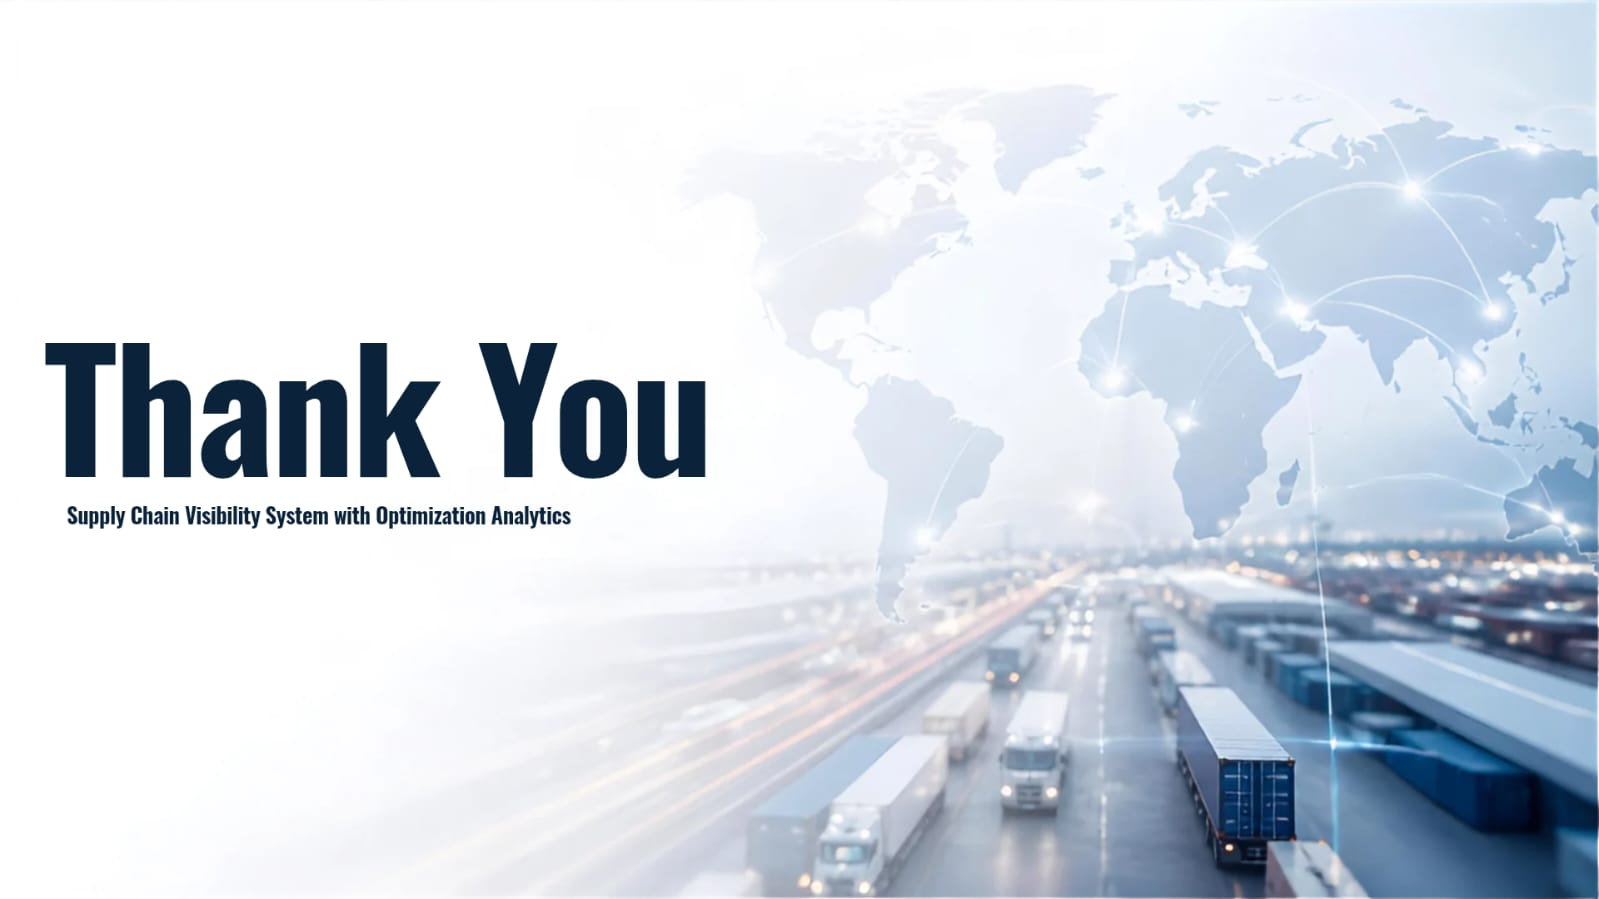 Thank You
Supply Chain Visibility System with Optimization Analytics